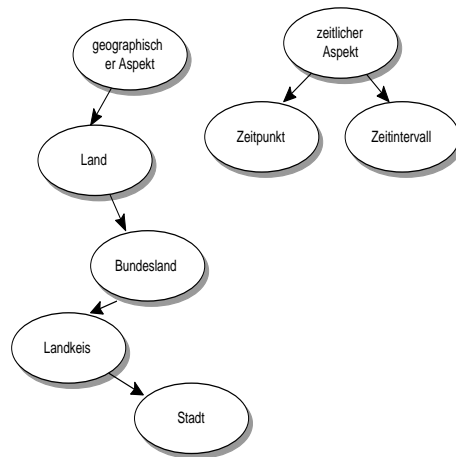 geographisch
er Aspekt
zeitlicher
Aspekt
Zeitpunkt
Zeitintervall
Land
Bundesland
Landkeis
Stadt